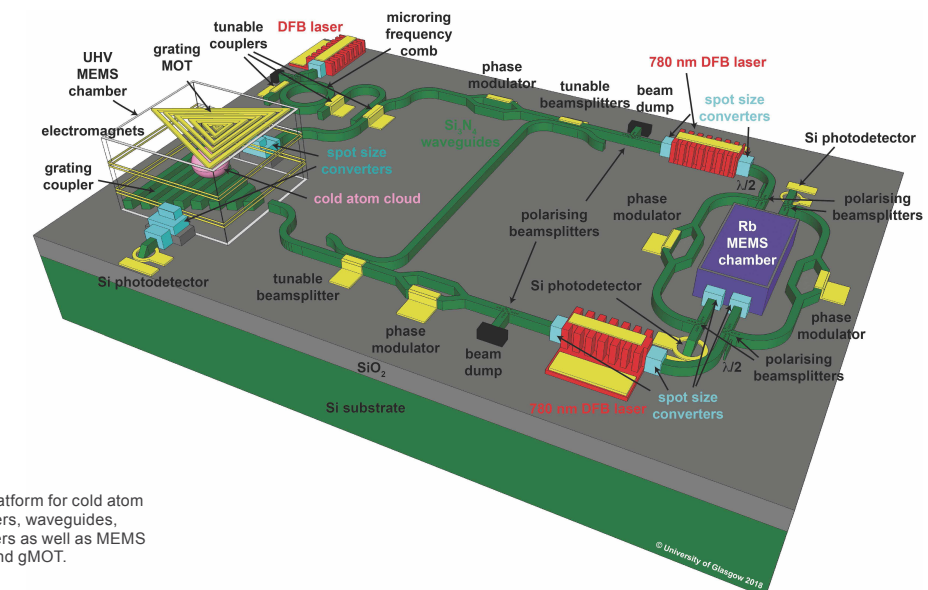 microring
frequency
comb
tunable
couplers
DFB laser
grating
MOT
UHV
MEMS
chamber
phase
modulator
tunable
beamsplitters
780 nm DFB laser
beam
dump
spot size
converters
Si photodetector
electromagnets
Si₃N₄
waveguides
spot size
converters
grating
coupler
cold atom cloud
λ/2
phase
modulator
polarising
beamsplitters
polarising
beamsplitters
Rb
MEMS
chamber
Si photodetector
tunable
beamsplitter
Si photodetector
phase
modulator
phase
modulator
beam
dump
polarising
beamsplitters
λ/2
SiO₂
780 nm DFB laser
spot size
converters
Si substrate
atform for cold atom
ers, waveguides,
ers as well as MEMS
nd gMOT.
© University of Glasgow 2018